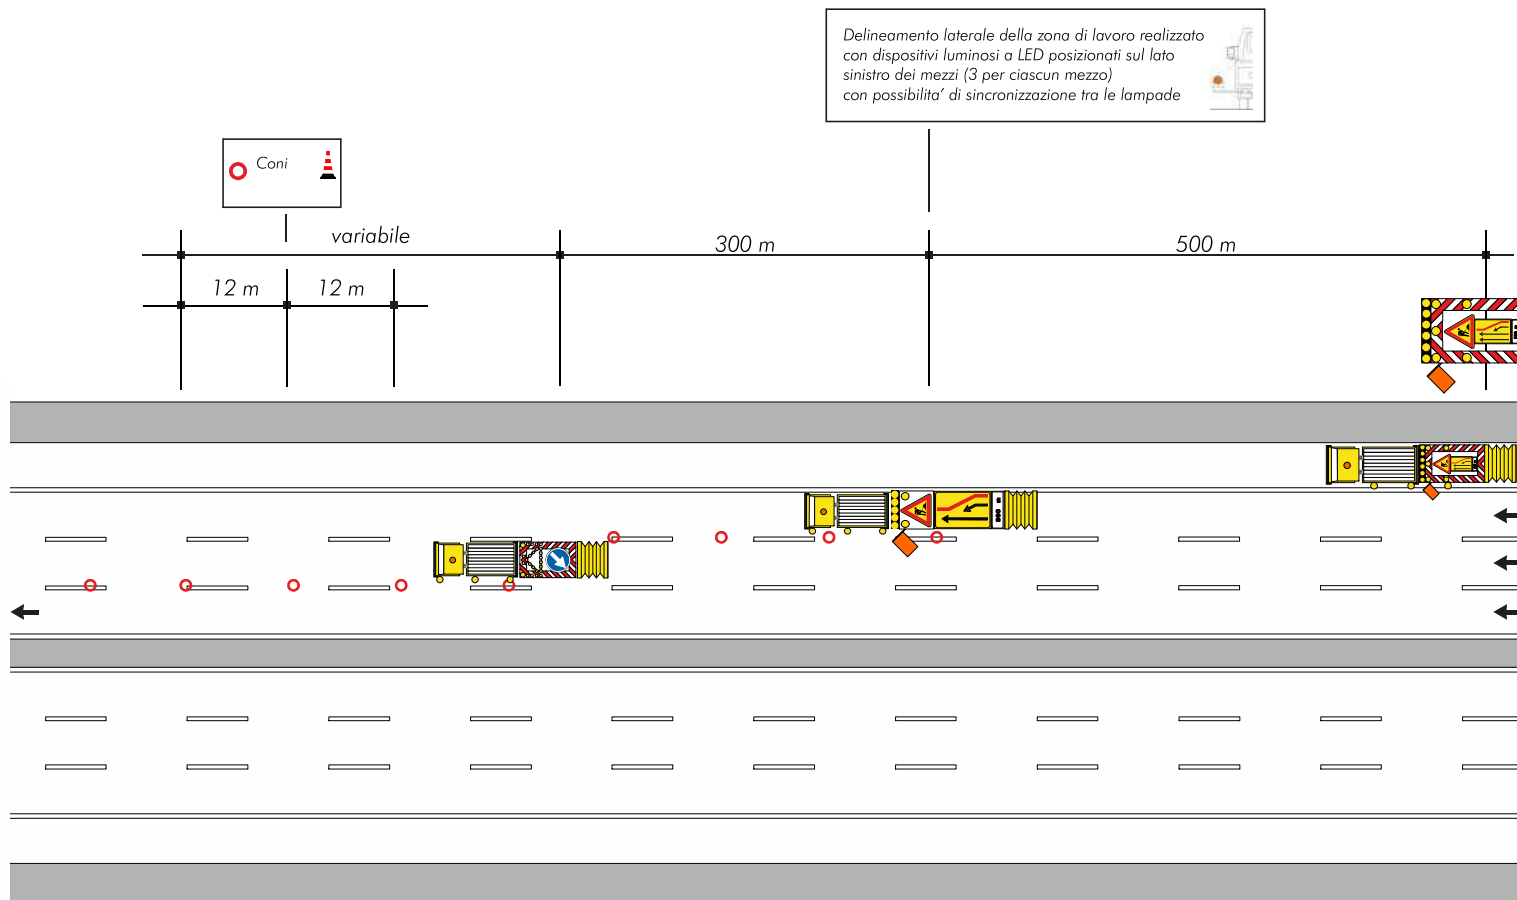 Delineamento laterale della zona di lavoro realizzato
con dispositivi luminosi a LED posizionati sul lato
sinistro dei mezzi (3 per ciascun mezzo)
con possibilita' di sincronizzazione tra le lampade
Coni
variabile
300 m
500 m
12 m
12 m
300 m